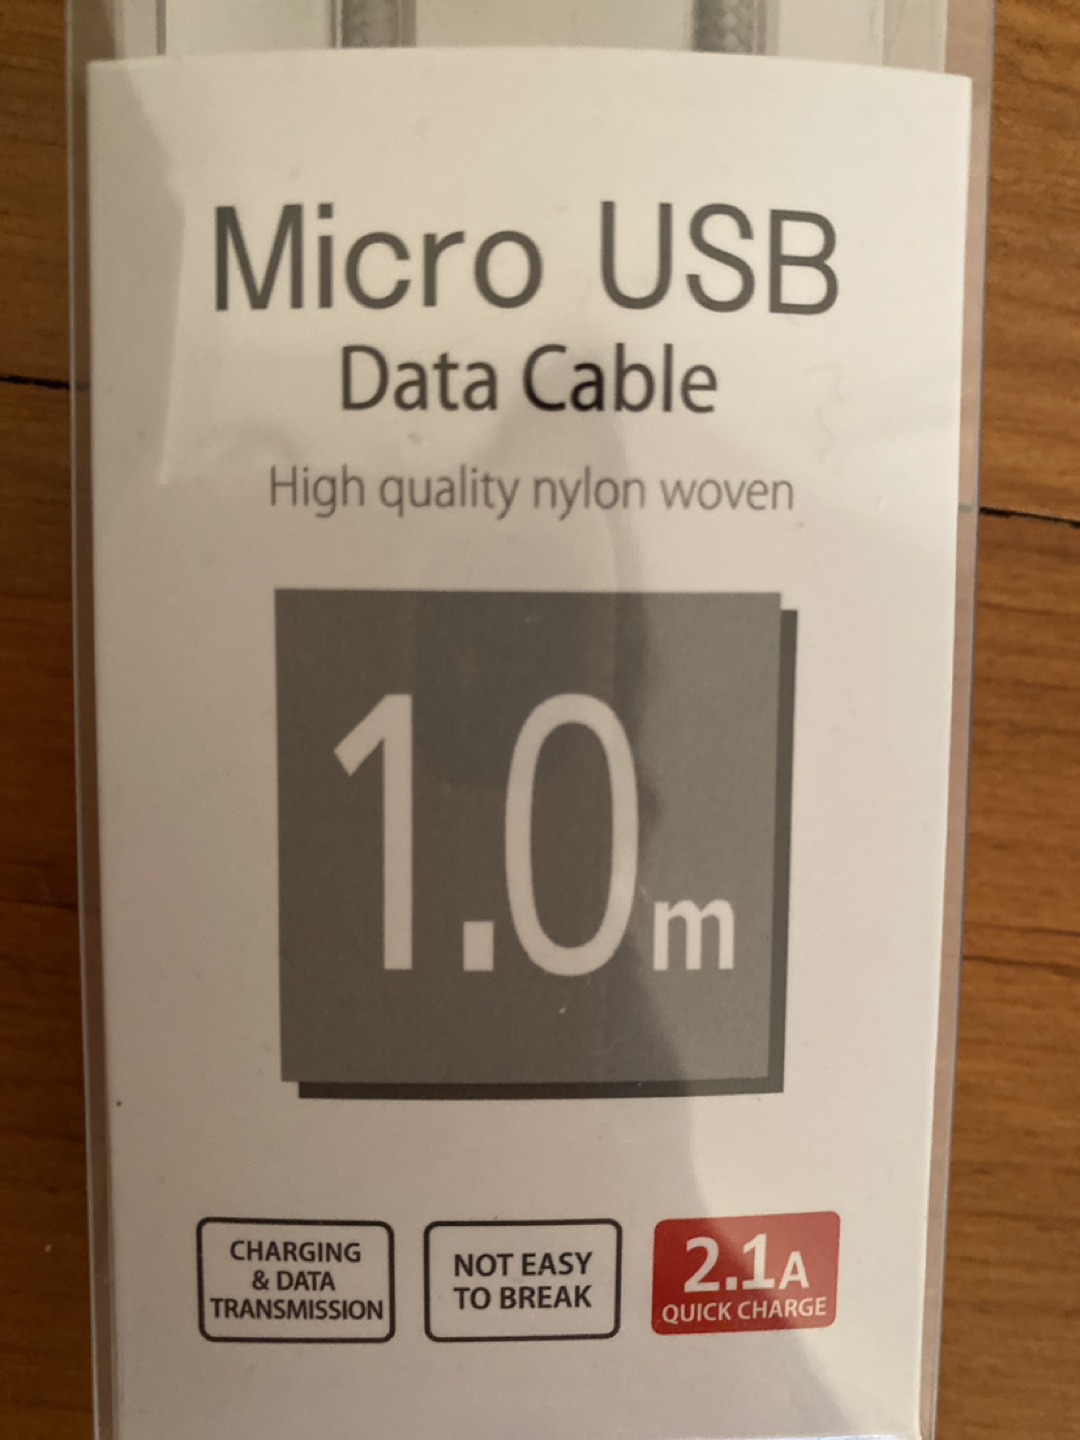 Micro USB
Data Cable
High quality nylon woven
1.0m
CHARGING
& DATA
TRANSMISSION
NOT EASY
TO BREAK
2.1A
QUICK CHARGE